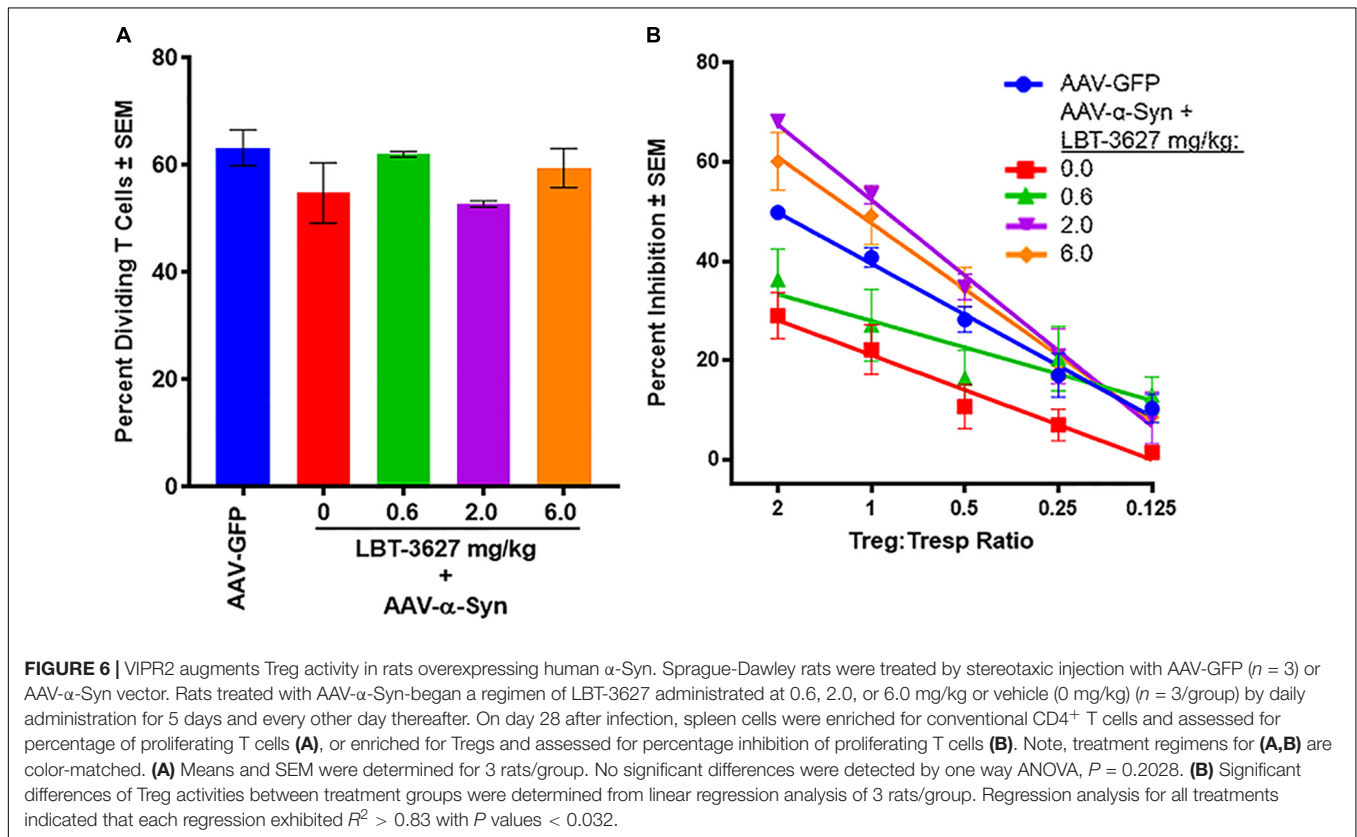 A
80
60
40
20
0
Percent Dividing T Cells ± SEM
AAV-GFP
0 0.6 2.0 6.0
LBT-3627 mg/kg
+
AAV-α-Syn
B
80
60
40
20
0
Percent Inhibition ± SEM
2 1 0.5 0.25 0.125
Treg:Tresp Ratio
AAV-GFP
AAV-α-Syn +
LBT-3627 mg/kg:
0.0
0.6
2.0
6.0
FIGURE 6 | VIPR2 augments Treg activity in rats overexpressing human α-Syn. Sprague-Dawley rats were treated by stereotaxic injection with AAV-GFP (n = 3) or
AAV-α-Syn vector. Rats treated with AAV-α-Syn-began a regimen of LBT-3627 administrated at 0.6, 2.0, or 6.0 mg/kg or vehicle (0 mg/kg) (n = 3/group) by daily
administration for 5 days and every other day thereafter. On day 28 after infection, spleen cells were enriched for conventional CD4⁺ T cells and assessed for
percentage of proliferating T cells (A), or enriched for Tregs and assessed for percentage inhibition of proliferating T cells (B). Note, treatment regimens for (A,B) are
color-matched. (A) Means and SEM were determined for 3 rats/group. No significant differences were detected by one way ANOVA, P = 0.2028. (B) Significant
differences of Treg activities between treatment groups were determined from linear regression analysis of 3 rats/group. Regression analysis for all treatments
indicated that each regression exhibited R² > 0.83 with P values < 0.032.